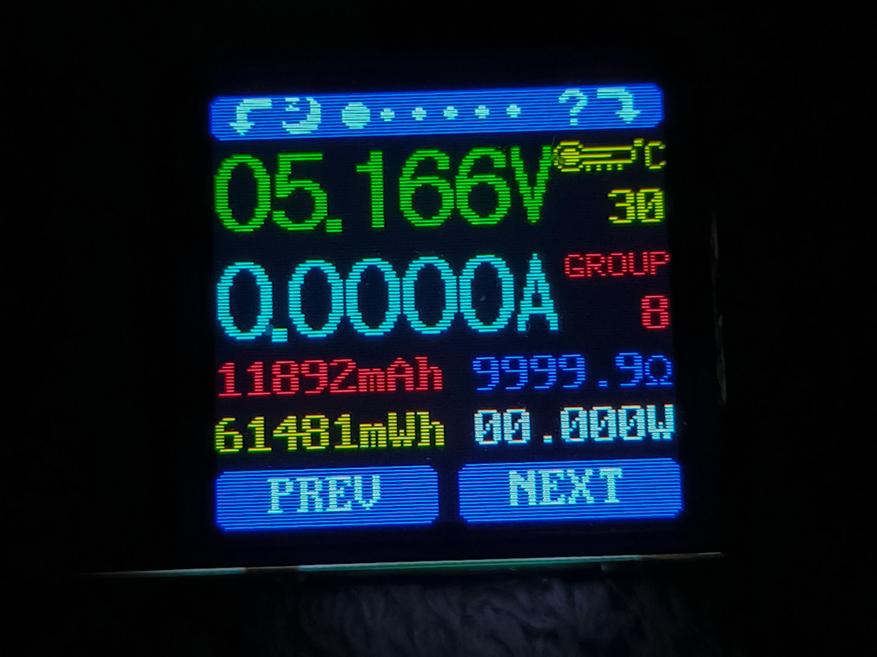 ?
05.166V °C
30
0.0000A GROUP
8
11892mAh 9999.9Ω
61481mWh 00.000W
PREV NEXT